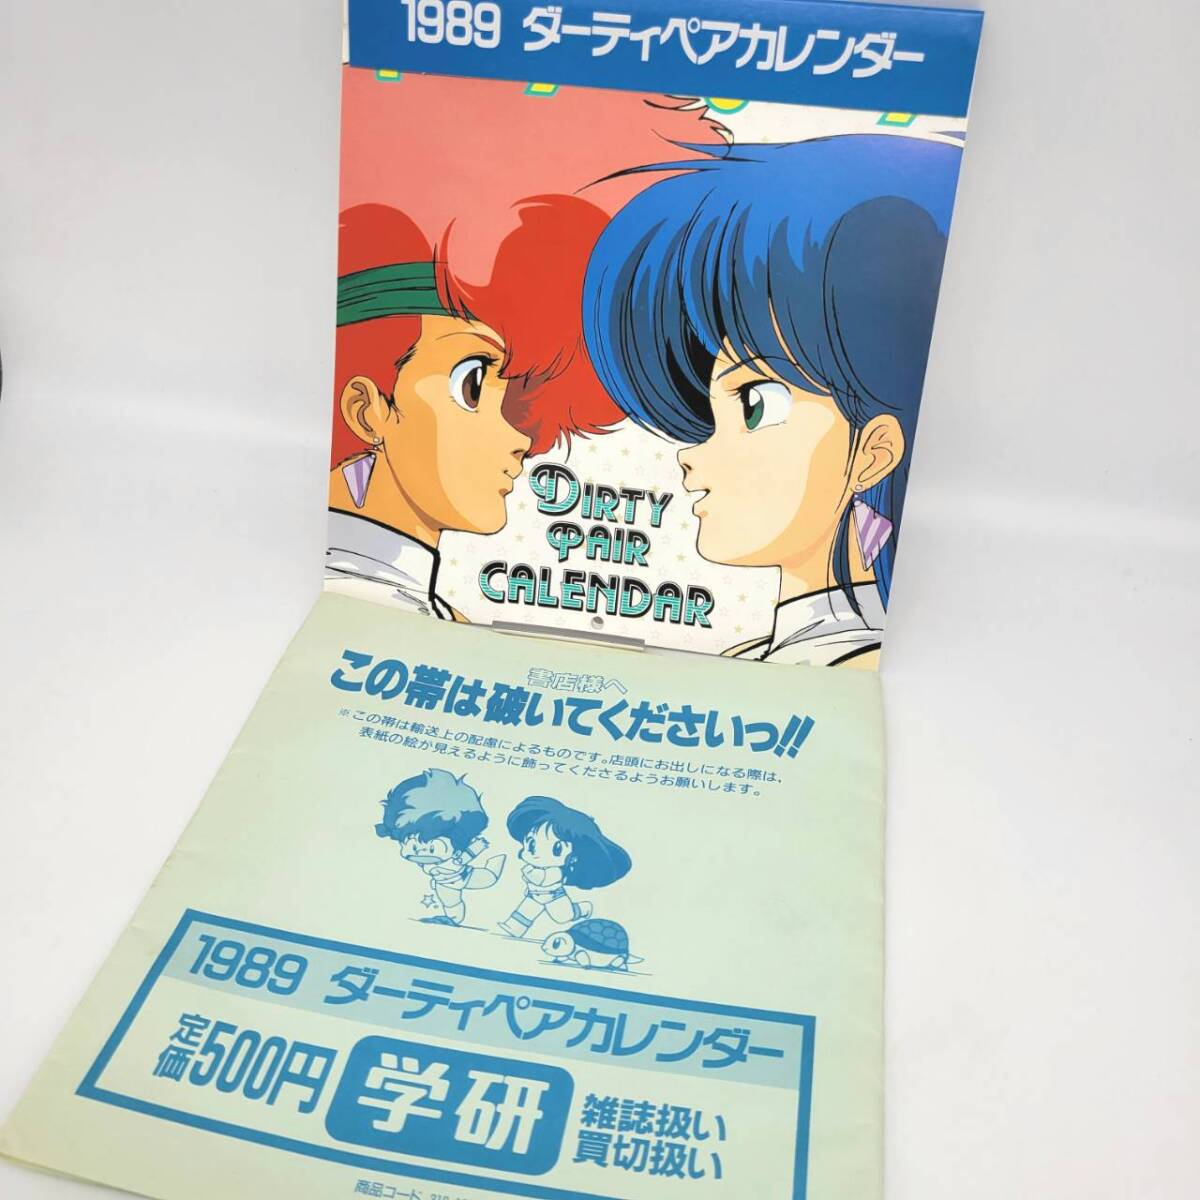 1989 ダーティペアカレンダー
DIRTY
PAIR
CALENDAR
書店様へ
この帯は破いてくださいっ!!
※この帯は輸送上の配慮によるものです。店頭にお出しになる際は、
表紙の絵が見えるように飾ってくださるようお願いします。
1989 ダーティペアカレンダー
定価500円
学研
雑誌扱い
買切扱い
商品コード